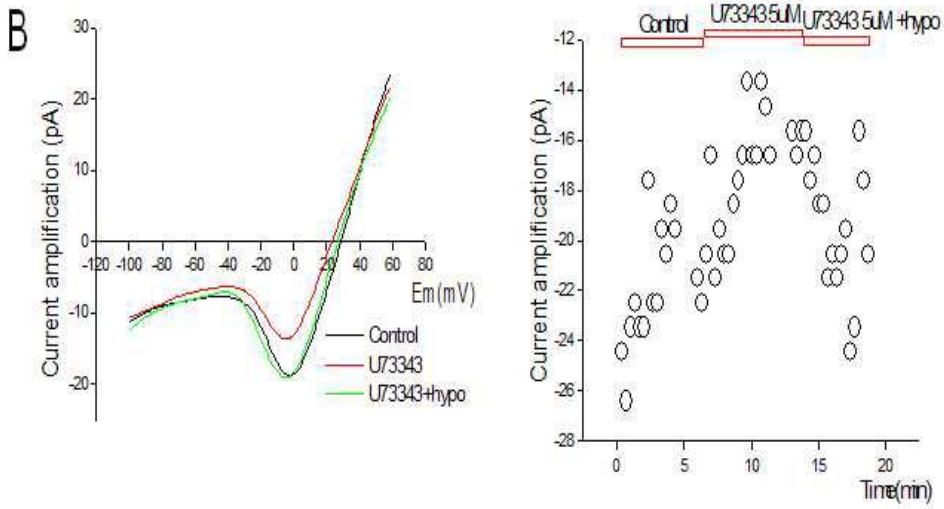 B
30
20
10
0
-10
-20
-120 -100 -80 -60 -40 -20 0 20 40 60 80
Current amplification (pA)
Em(mV)
Control
U73343
U73343+hypo
Control
U73343 5uM
U73343 5uM +hypo
-12
-14
-16
-18
-20
-22
-24
-26
-28
0 5 10 15 20
Current amplification (pA)
Time(min)